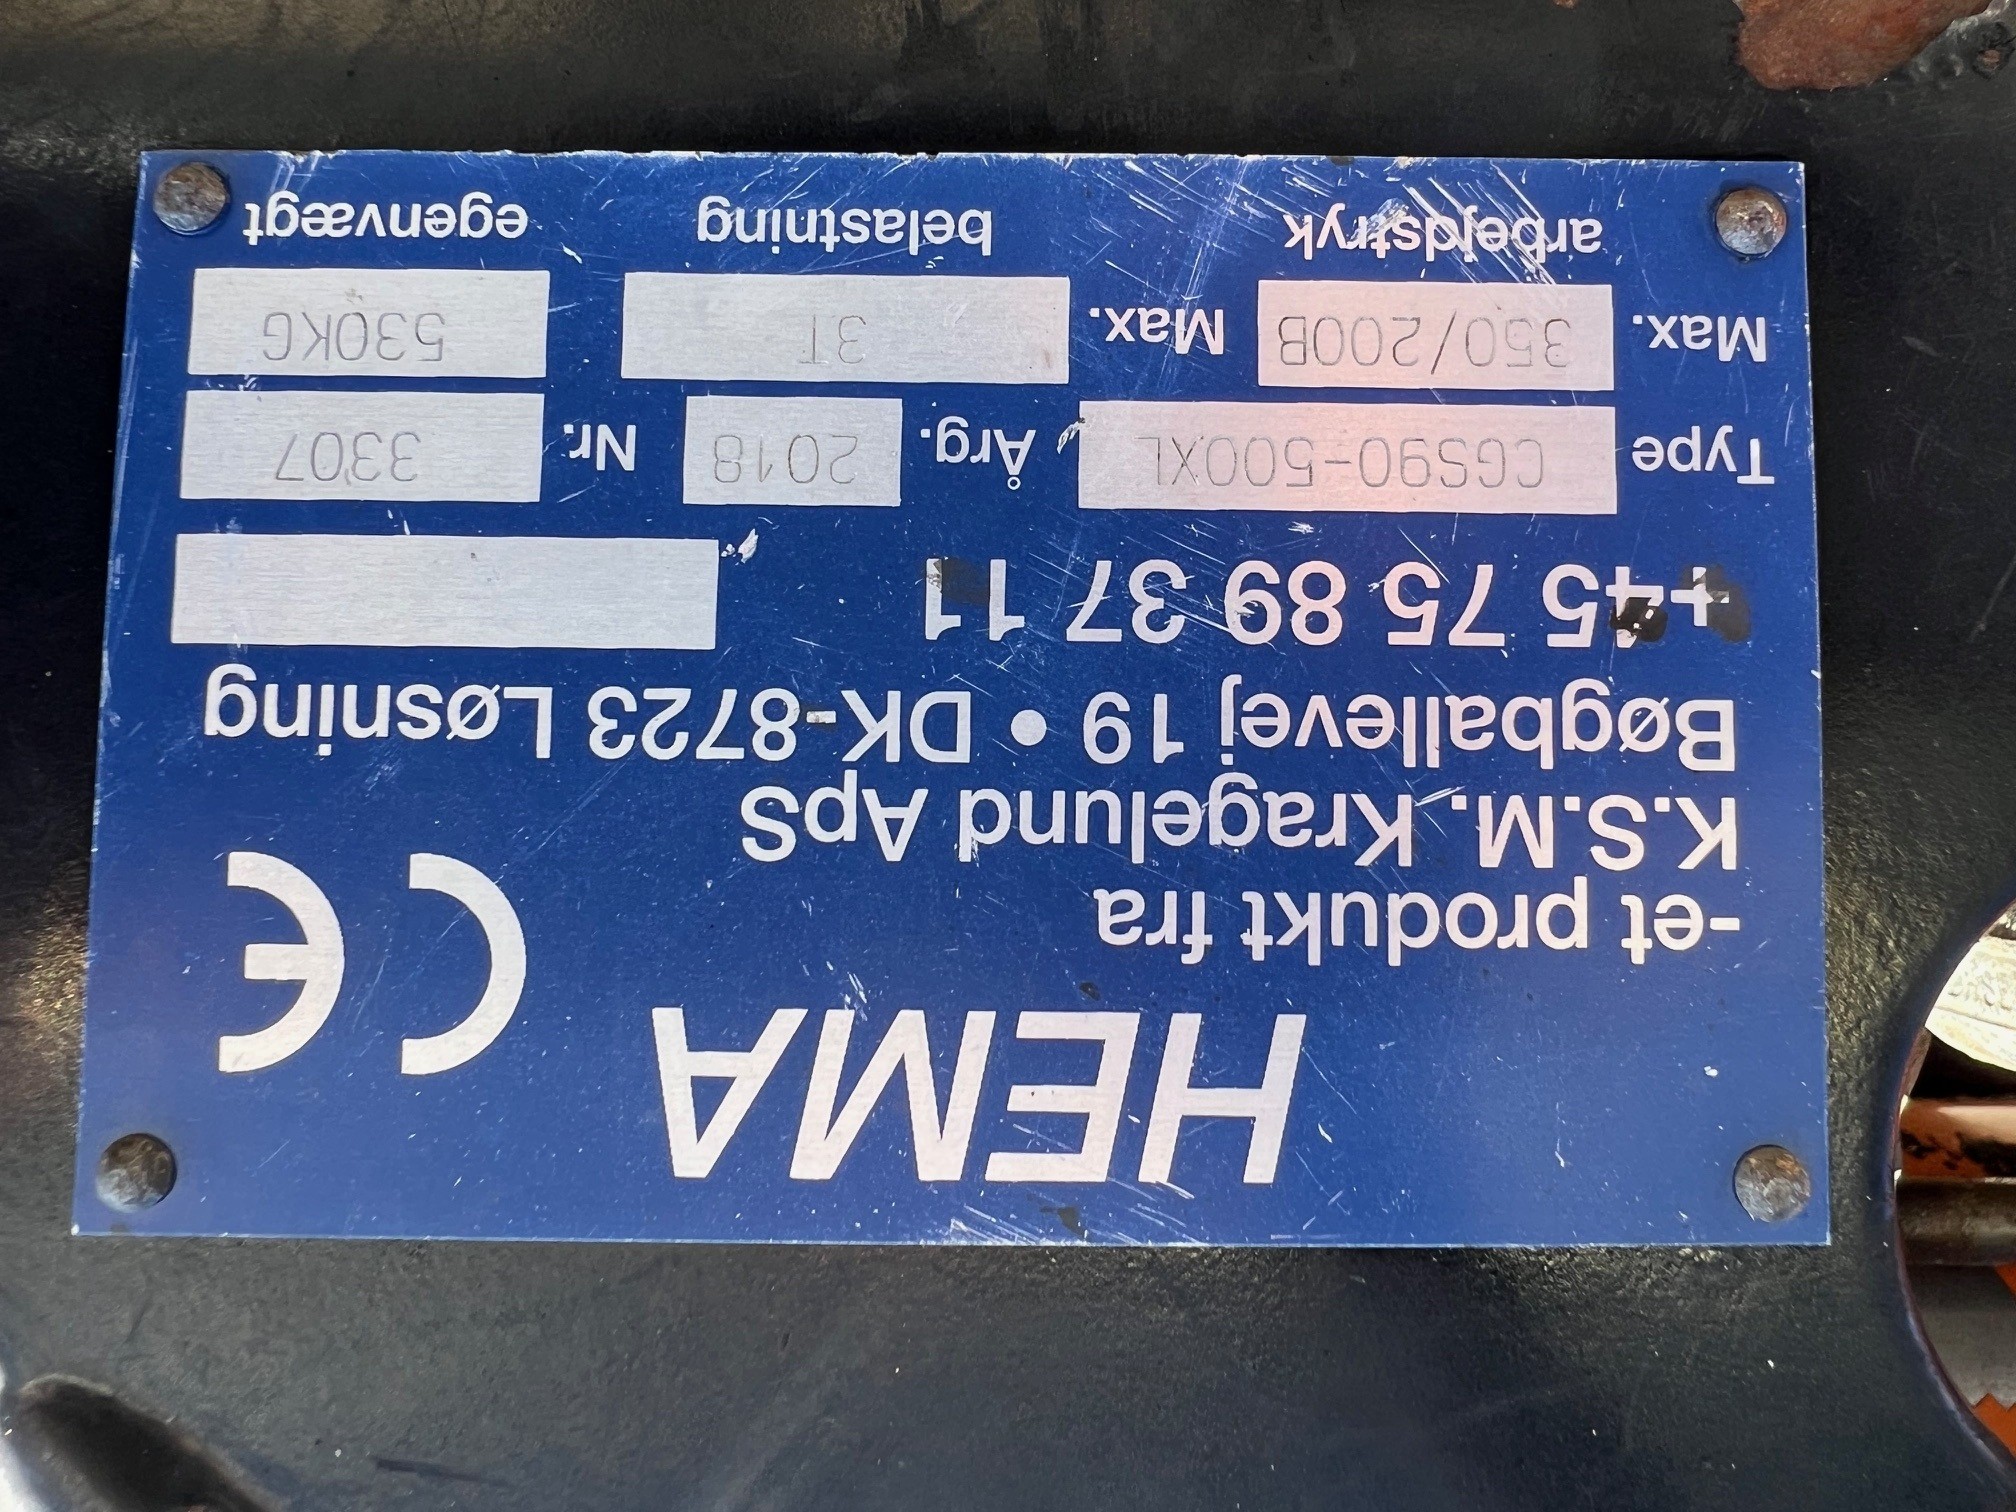 HEMA
CE
-et produkt fra
K.S.M. Kragelund ApS
Bøgballevej 19 • DK-8723 Løsning
+45 75 89 37 11
Type CGS90-500XL Årg. 2018 Nr. 3307
Max. 350/200B Max. 3T 530KG
arbejdstryk belastning egenvægt